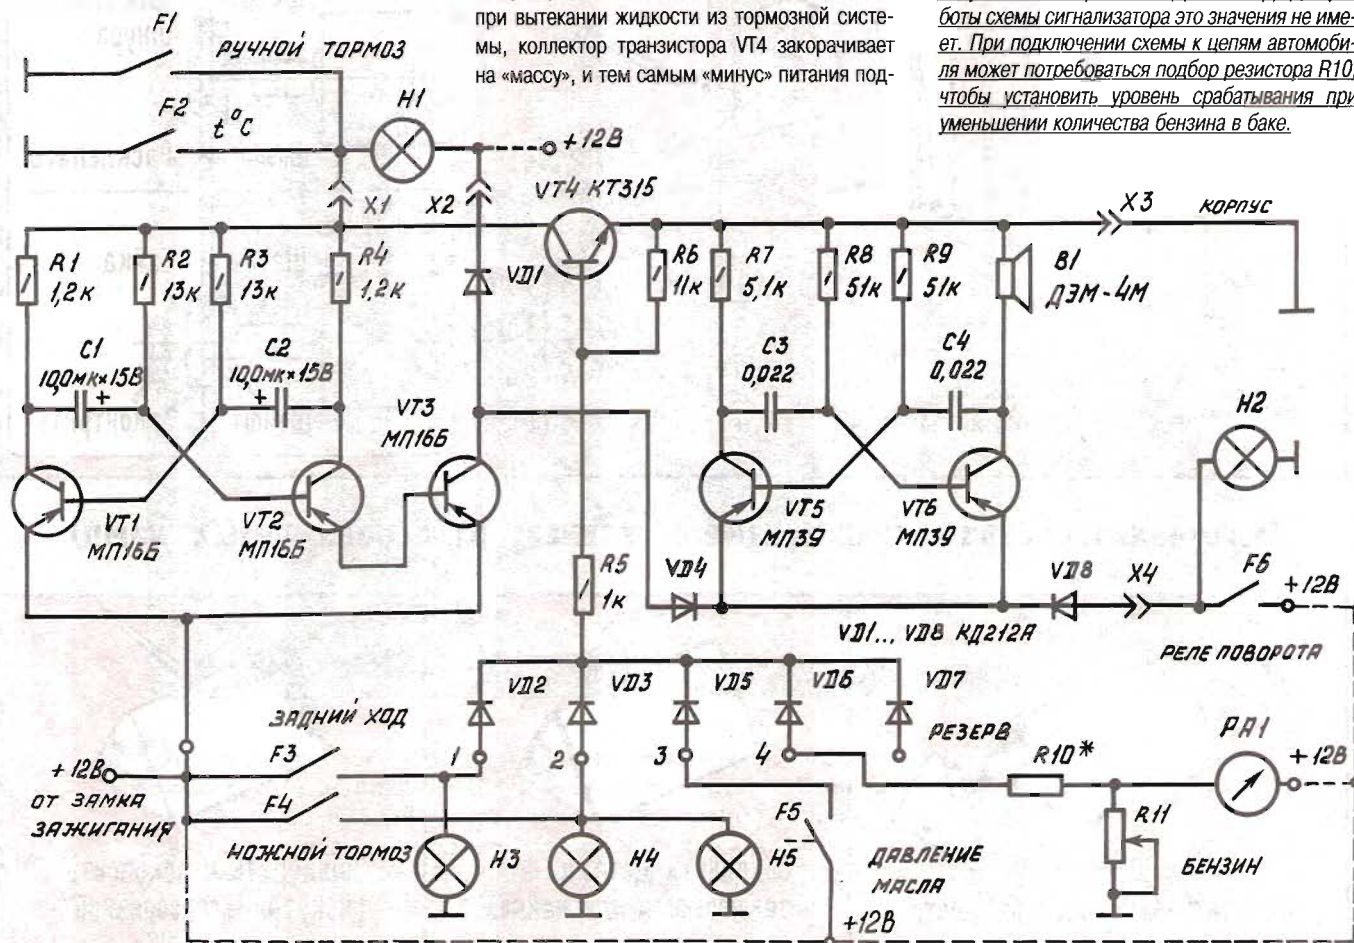 при вытекании жидкости из тормозной систе-
мы, коллектор транзистора VT4 закорачивает
на «массу», и тем самым «минус» питания под-
боты схемы сигнализатора это значения не име-
ет. При подключении схемы к цепям автомоби-
ля может потребоваться подбор резистора R10,
чтобы установить уровень срабатывания при
уменьшении количества бензина в баке.
F1
РУЧНОЙ ТОРМОЗ
F2
t°C
H1
+12В
X1
X2
VT4 КТ315
X3
КОРПУС
R1
1,2к
R2
13к
R3
13к
R4
1,2к
VD1
R6
11к
R7
5,1к
R8
51к
R9
51к
B1
ДЭМ-4М
C1
10,0мк×15В
+
C2
10,0мк×15В
+
C3
0,022
C4
0,022
VT3
МП16Б
H2
VT1
МП16Б
VT2
МП16Б
VT5
МП39
VT6
МП39
R5
1к
VD4
VD8
X4
F6
+12В
VD1... VD8 КД212А
РЕЛЕ ПОВОРОТА
VD2
VD3
VD5
VD6
VD7
РЕЗЕРВ
ЗАДНИЙ ХОД
F3
1
2
3
4
R10*
PA1
+12В
+12В
ОТ ЗАМКА
ЗАЖИГАНИЯ
F4
НОЖНОЙ ТОРМОЗ
H3
H4
H5
F5
ДАВЛЕНИЕ
МАСЛА
+12В
R11
БЕНЗИН